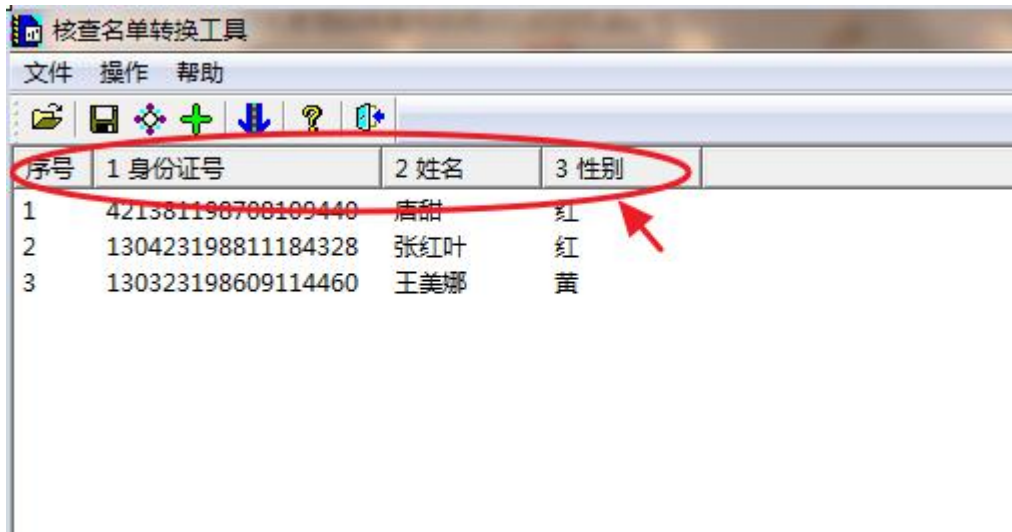 核查名单转换工具
文件 操作 帮助
序号 1 身份证号 2 姓名 3 性别
1 421381198708109440 唐甜 红
2 130423198811184328 张红叶 红
3 130323198609114460 王美娜 黄